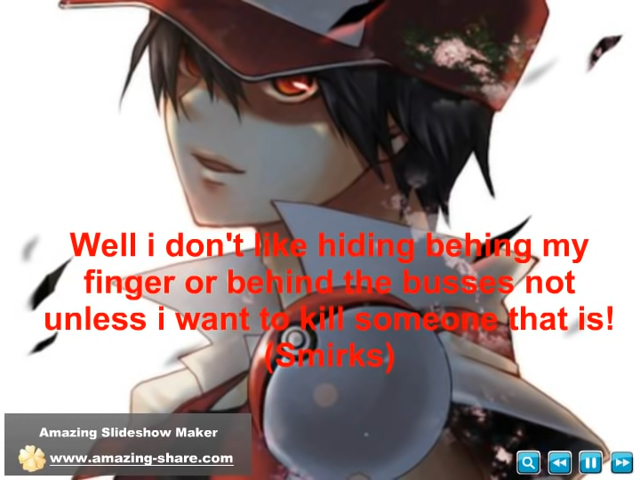 Well i don't like hiding behing my
finger or behind the busses not
unless i want to kill someone that is!
(Smirks)
Amazing Slideshow Maker
www.amazing-share.com